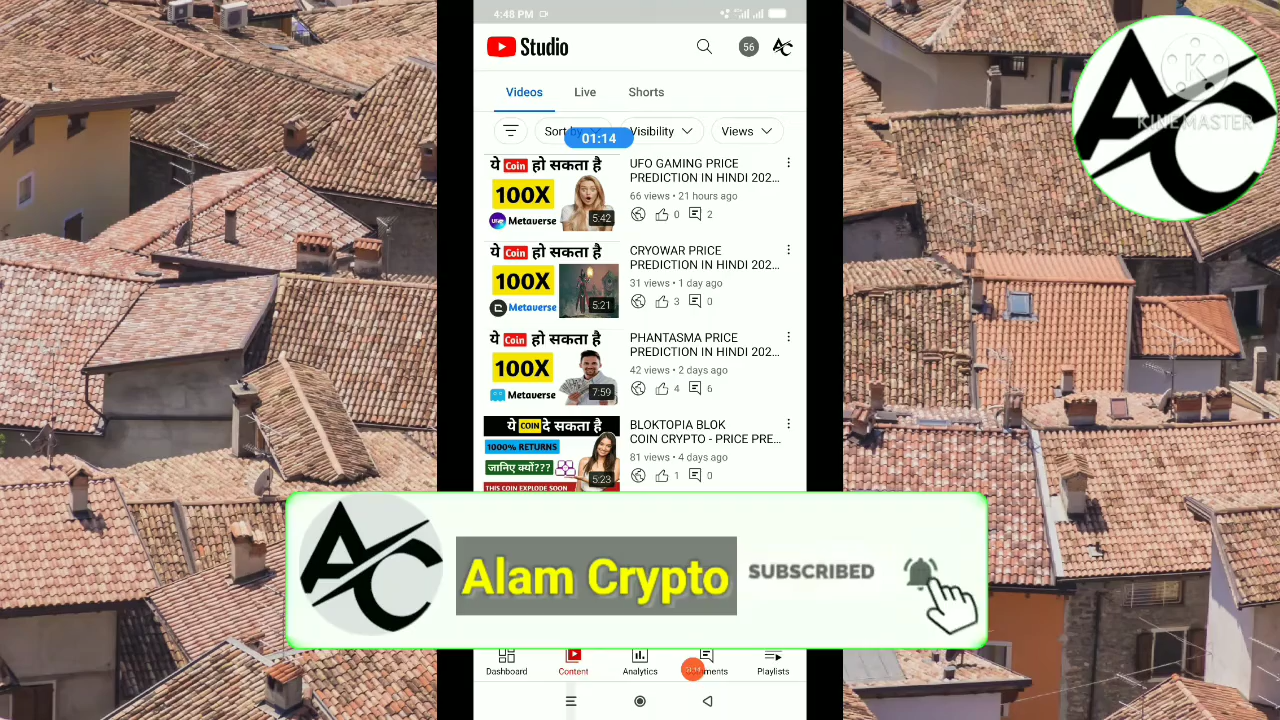 4:48 PM
Studio
56
AC
Videos
Live
Shorts
Sort by
Visibility
Views
01:14
ये Coin हो सकता है
100X
Metaverse
5:42
UFO GAMING PRICE
PREDICTION IN HINDI 202...
66 views • 21 hours ago
0
2
ये Coin हो सकता है
100X
Metaverse
5:21
CRYOWAR PRICE
PREDICTION IN HINDI 202...
31 views • 1 day ago
3
0
ये Coin हो सकता है
100X
Metaverse
7:59
PHANTASMA PRICE
PREDICTION IN HINDI 202...
42 views • 2 days ago
4
6
ये COIN दे सकता है
1000% RETURNS
जानिए क्यों???
THIS COIN EXPLODE SOON
5:23
BLOKTOPIA BLOK
COIN CRYPTO - PRICE PRE...
81 views • 4 days ago
1
0
AC
K
KINEMASTER
AC
Alam Crypto
SUBSCRIBED
Dashboard
Content
Analytics
Playlists